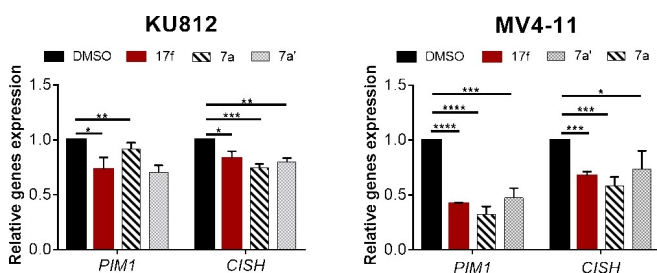 KU812
DMSO 17f 7a 7a'
Relative genes expression
1.5
1.0
0.5
0.0
** 
*
**
***
*
PIM1 CISH
MV4-11
DMSO 17f 7a' 7a
Relative genes expression
1.5
1.0
0.5
0.0
***
****
****
*
***
***
PIM1 CISH